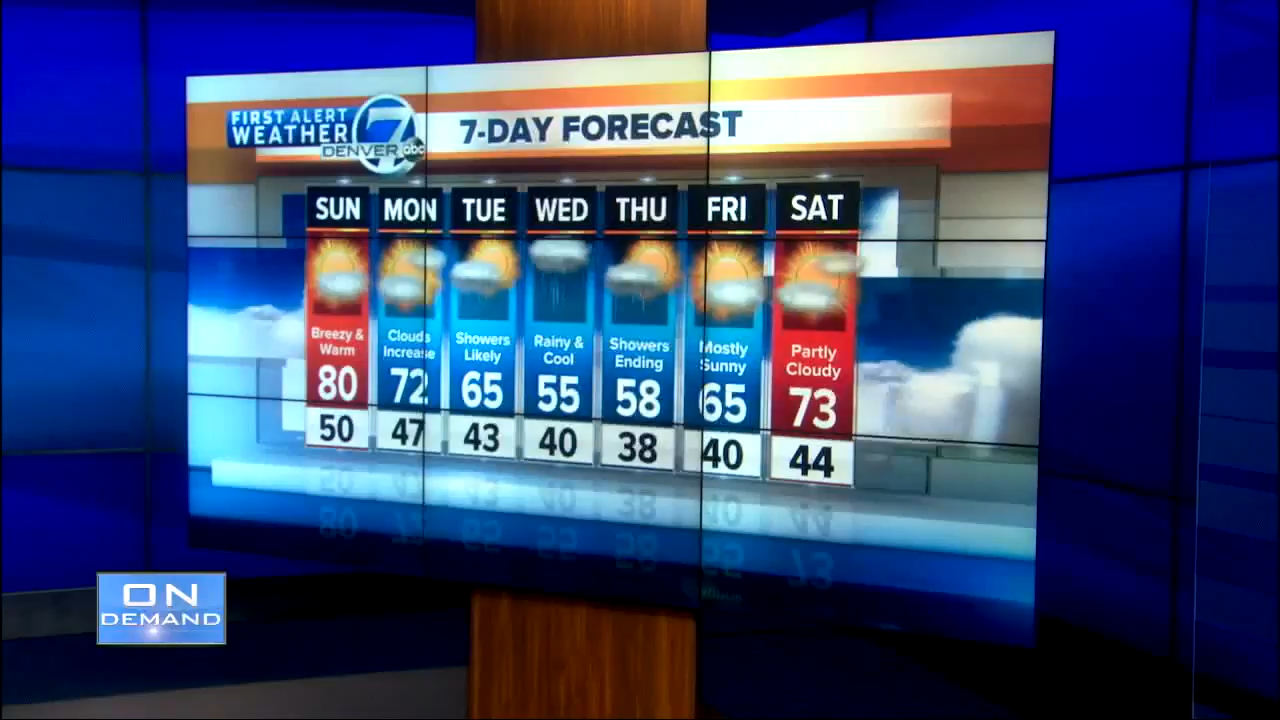 FIRST ALERT
WEATHER
DENVER 7 abc
7-DAY FORECAST
SUN MON TUE WED THU FRI SAT
Breezy & Warm
Clouds Increase
Showers Likely
Rainy & Cool
Showers Ending
Mostly Sunny
Partly Cloudy
80 72 65 55 58 65 73
50 47 43 40 38 40 44
ON
DEMAND